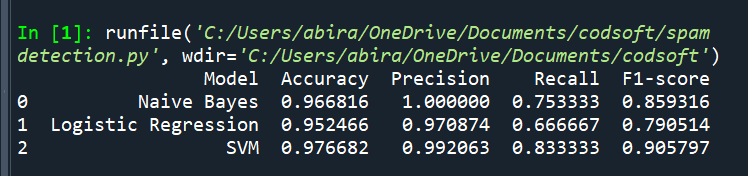 In [1]: runfile('C:/Users/abira/OneDrive/Documents/codsoft/spam
detection.py', wdir='C:/Users/abira/OneDrive/Documents/codsoft')
Model Accuracy Precision Recall F1-score
0 Naive Bayes 0.966816 1.000000 0.753333 0.859316
1 Logistic Regression 0.952466 0.970874 0.666667 0.790514
2 SVM 0.976682 0.992063 0.833333 0.905797